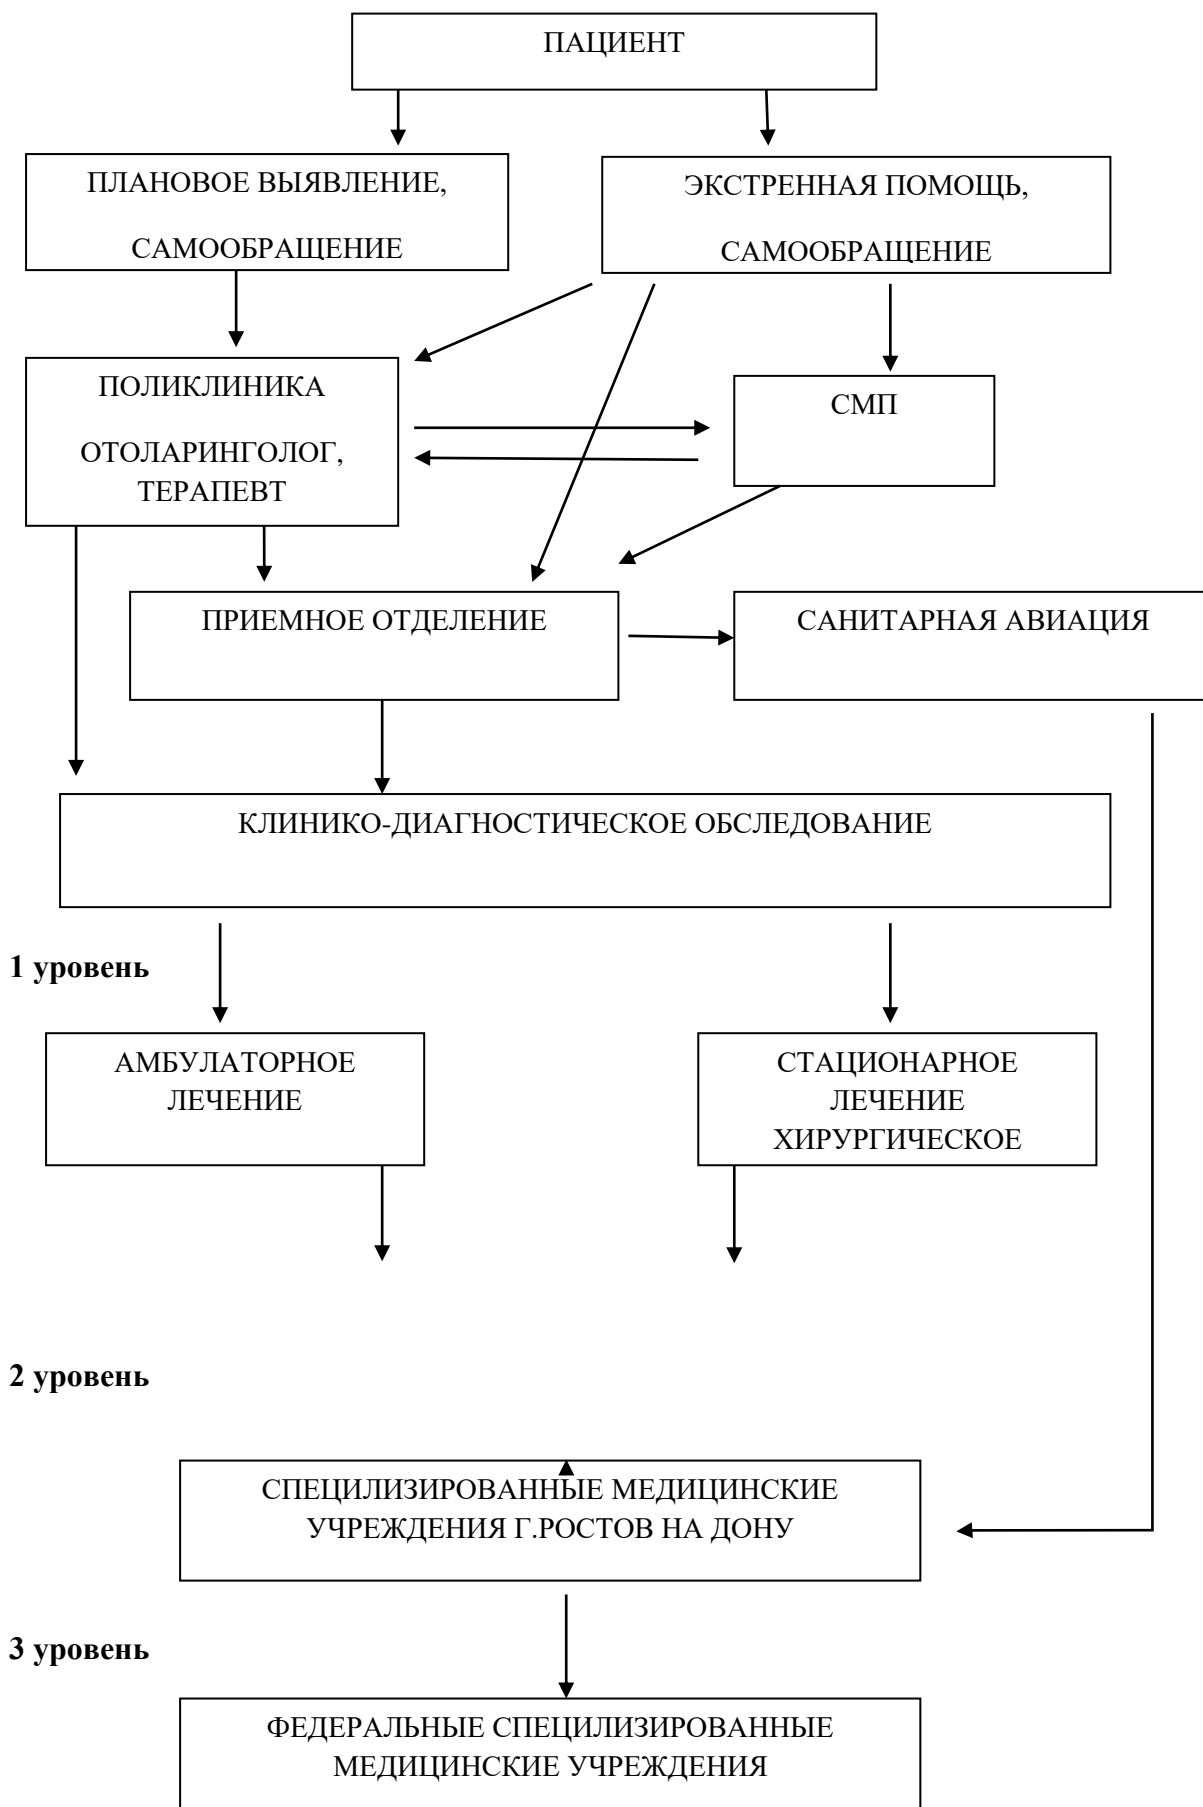 ПАЦИЕНТ
ПЛАНОВОЕ ВЫЯВЛЕНИЕ,
САМООБРАЩЕНИЕ
ЭКСТРЕННАЯ ПОМОЩЬ,
САМООБРАЩЕНИЕ
ПОЛИКЛИНИКА
ОТОЛАРИНГОЛОГ,
ТЕРАПЕВТ
СМП
ПРИЕМНОЕ ОТДЕЛЕНИЕ
САНИТАРНАЯ АВИАЦИЯ
КЛИНИКО-ДИАГНОСТИЧЕСКОЕ ОБСЛЕДОВАНИЕ
1 уровень
АМБУЛАТОРНОЕ
ЛЕЧЕНИЕ
СТАЦИОНАРНОЕ
ЛЕЧЕНИЕ
ХИРУРГИЧЕСКОЕ
2 уровень
СПЕЦИЛИЗИРОВАННЫЕ МЕДИЦИНСКИЕ
УЧРЕЖДЕНИЯ Г.РОСТОВ НА ДОНУ
3 уровень
ФЕДЕРАЛЬНЫЕ СПЕЦИЛИЗИРОВАННЫЕ
МЕДИЦИНСКИЕ УЧРЕЖДЕНИЯ